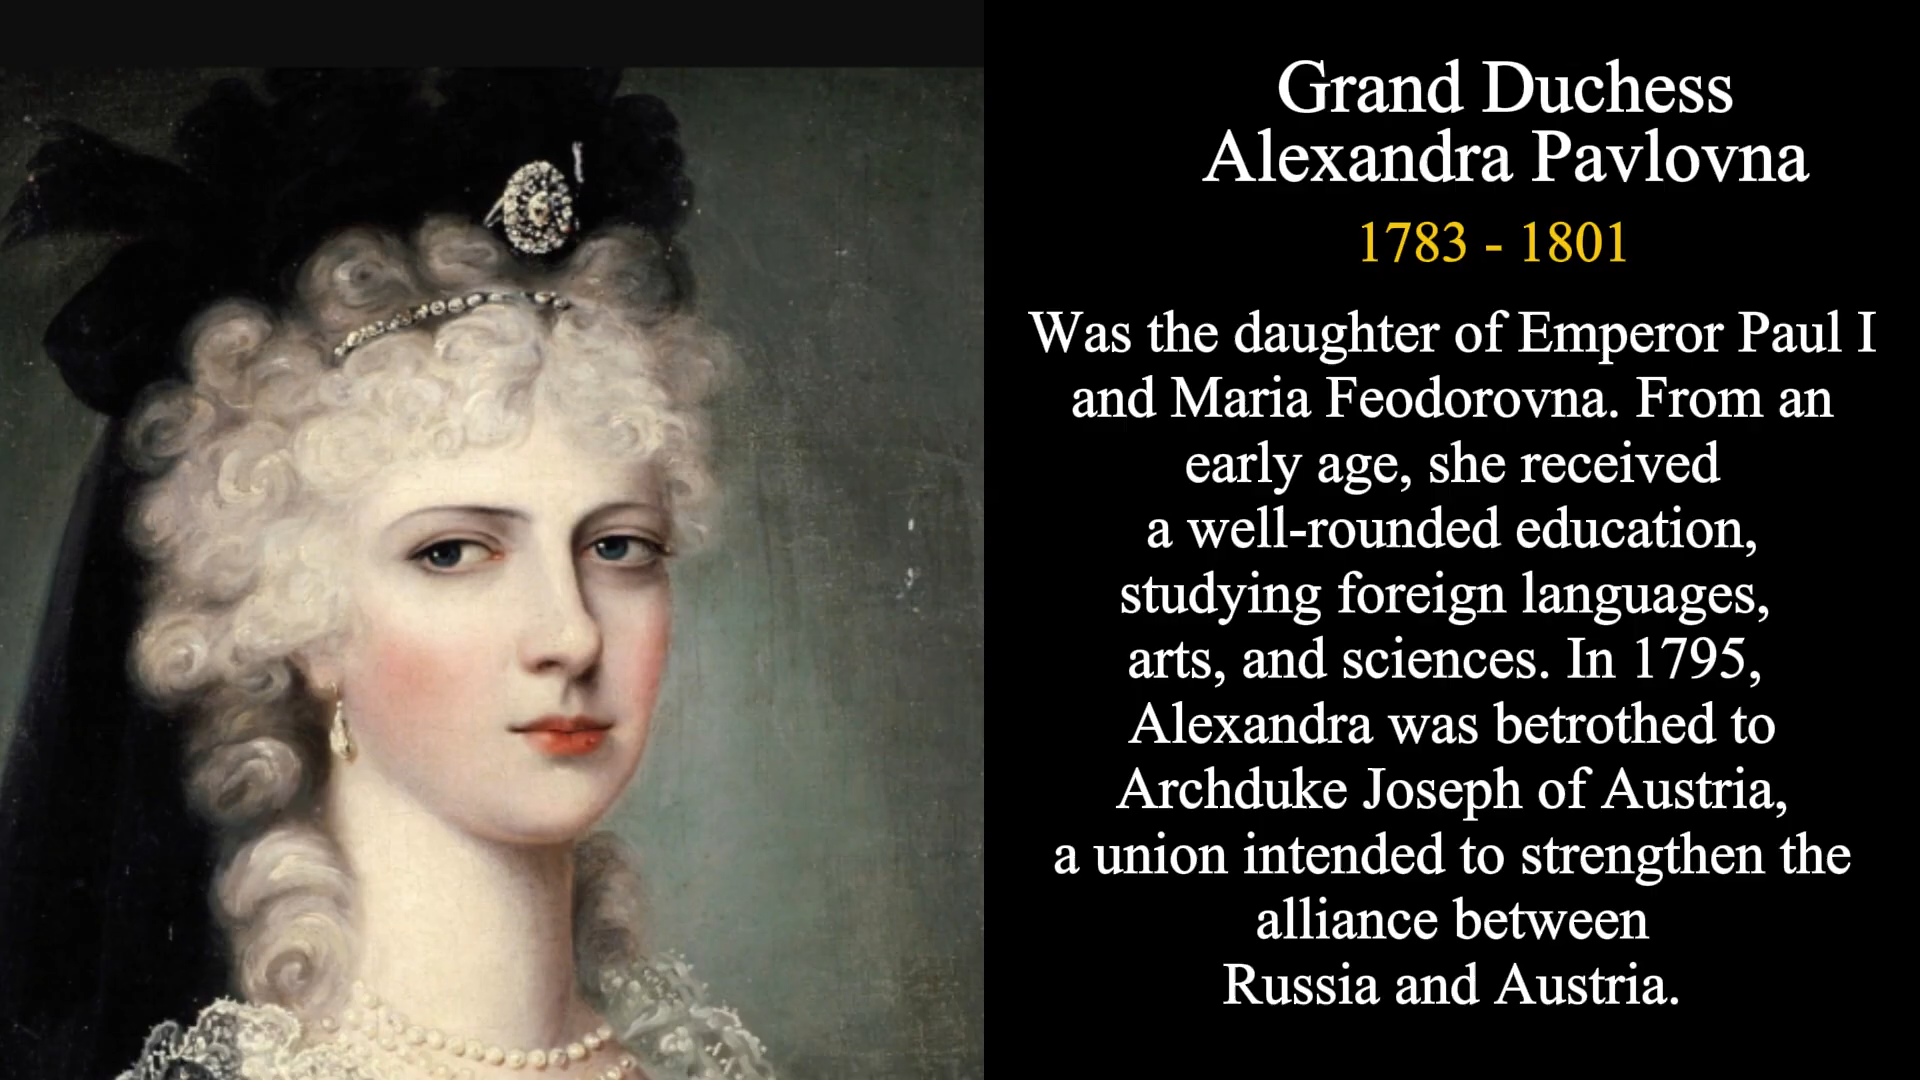 Grand Duchess
Alexandra Pavlovna
1783 - 1801
Was the daughter of Emperor Paul I
and Maria Feodorovna. From an
early age, she received
a well-rounded education,
studying foreign languages,
arts, and sciences. In 1795,
Alexandra was betrothed to
Archduke Joseph of Austria,
a union intended to strengthen the
alliance between
Russia and Austria.